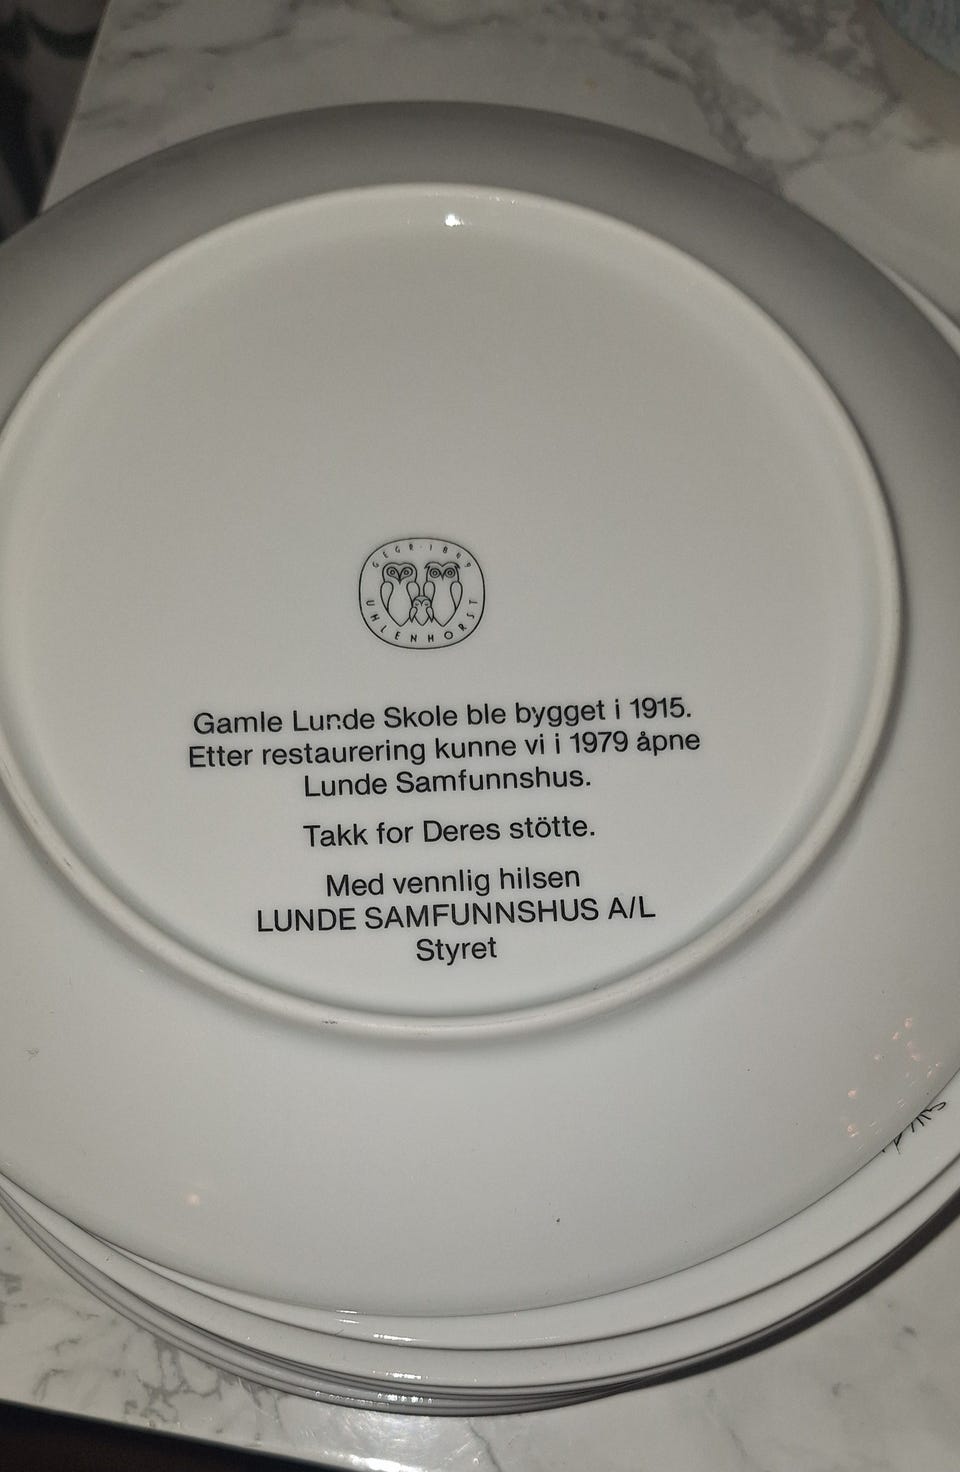 GEGR · 1849
UHLENHORST
Gamle Lunde Skole ble bygget i 1915.
Etter restaurering kunne vi i 1979 åpne
Lunde Samfunnshus.
Takk for Deres stötte.
Med vennlig hilsen
LUNDE SAMFUNNSHUS A/L
Styret